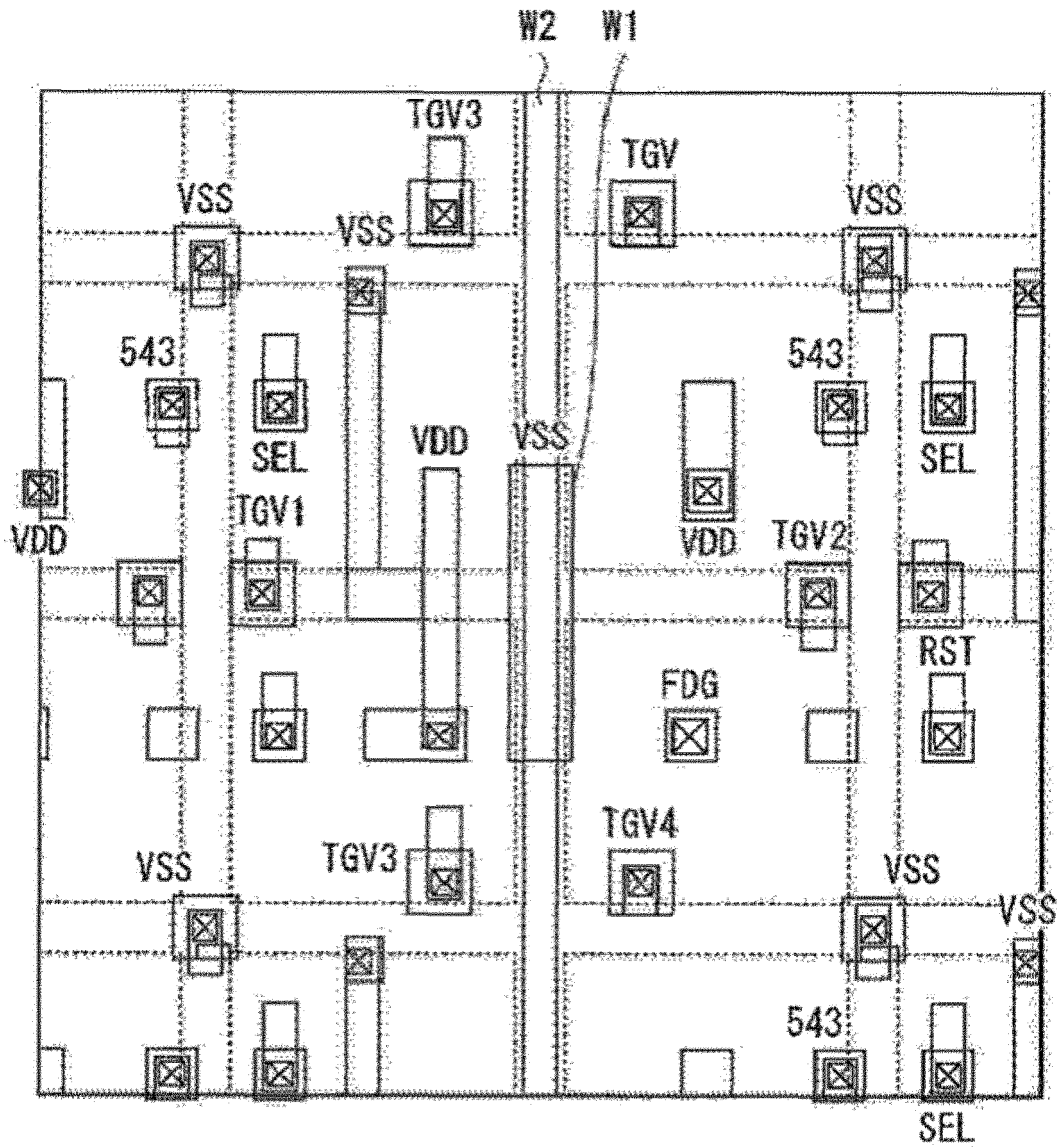 W2 W1
TGV3 TGV
VSS VSS VSS
543 543
SEL VDD VSS SEL
VDD TGV1 VDD TGV2
FDG RST
TGV3 TGV4
VSS VSS VSS
543
SEL